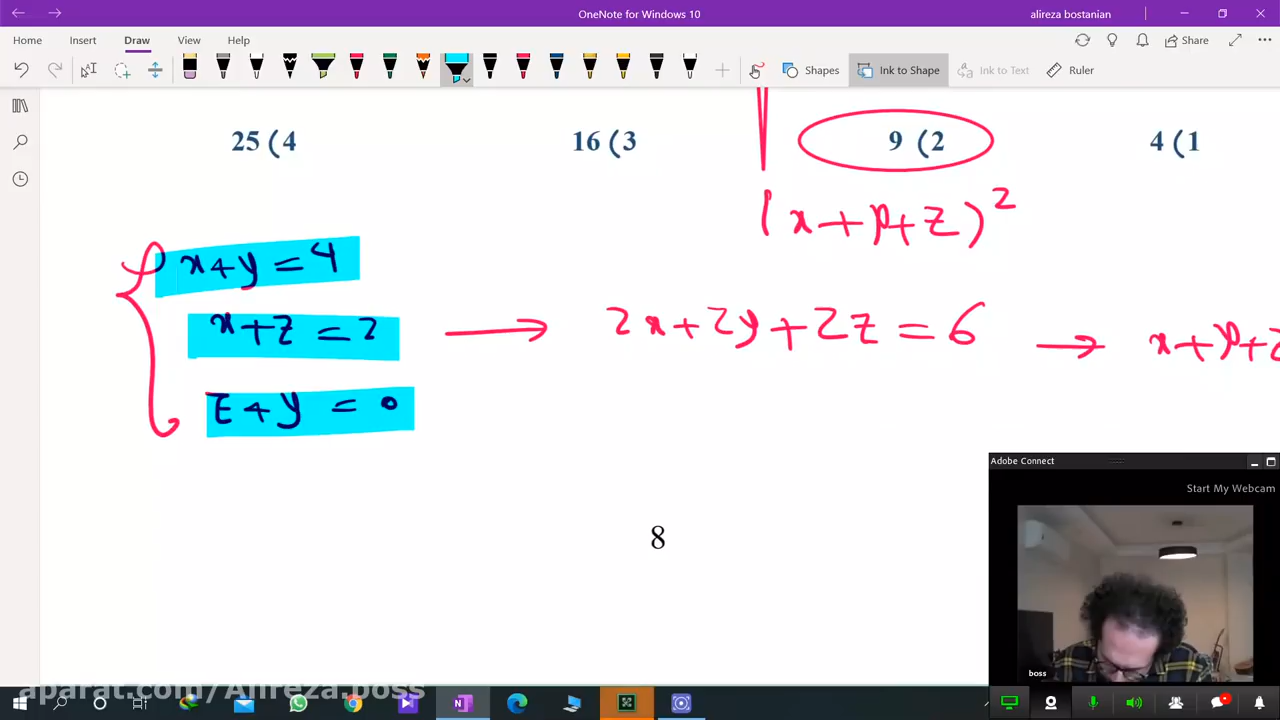 OneNote for Windows 10
alireza bostanian
Home Insert Draw View Help
Share
Shapes
Ink to Shape
Ink to Text
Ruler
25 (4 16 (3 9 (2 4 (1
(x+y+z)²
x+y=4
x+z=2
z+y=0
2x+2y+2z=6
x+y+z
8
Adobe Connect
Start My Webcam
boss
aparat.com/Alireza.boss